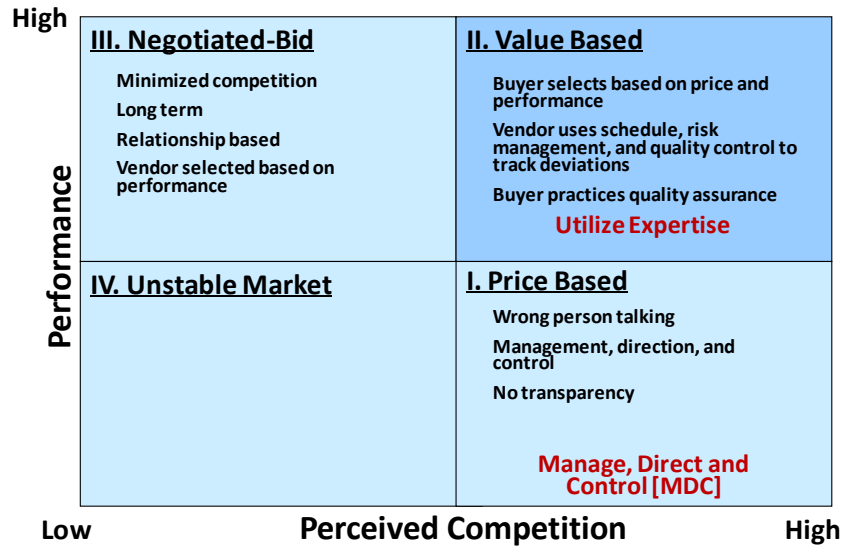 High
III. Negotiated-Bid
Minimized competition
Long term
Relationship based
Vendor selected based on
performance
II. Value Based
Buyer selects based on price and
performance
Vendor uses schedule, risk
management, and quality control to
track deviations
Buyer practices quality assurance
Utilize Expertise
Performance
IV. Unstable Market
I. Price Based
Wrong person talking
Management, direction, and
control
No transparency
Manage, Direct and
Control [MDC]
Low
Perceived Competition
High